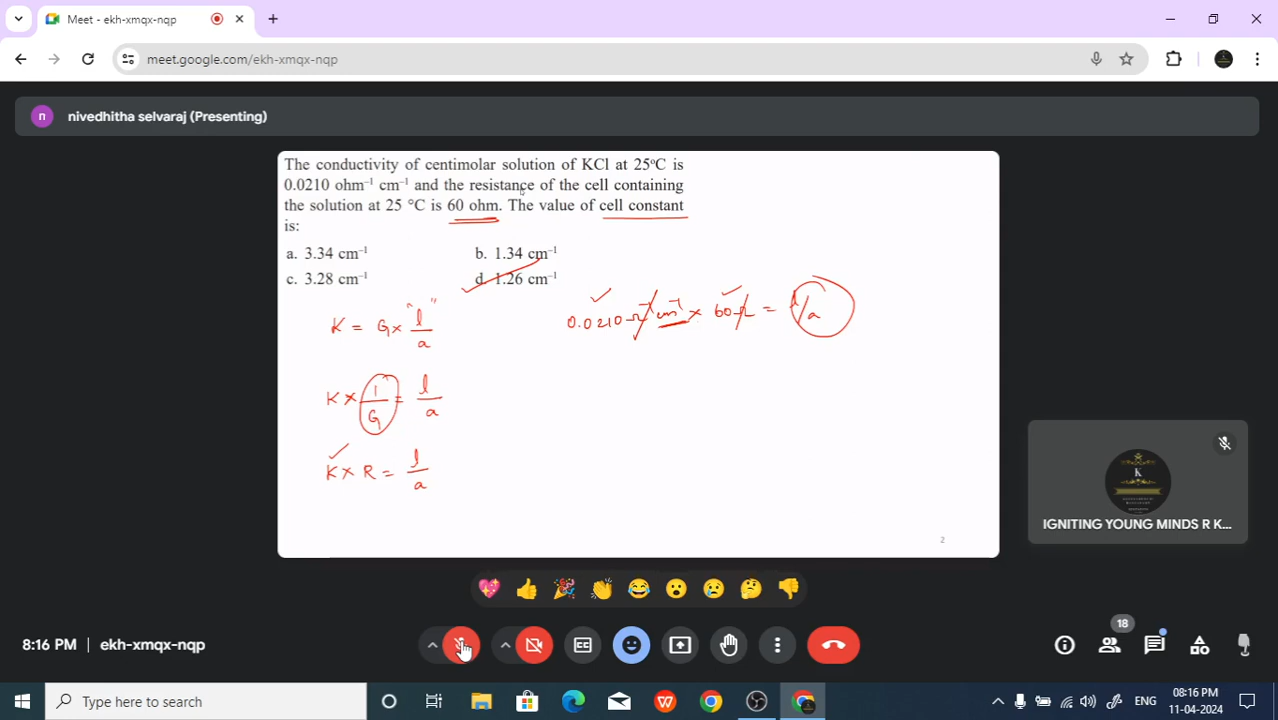 Meet - ekh-xmqx-nqp
meet.google.com/ekh-xmqx-nqp
n nivedhitha selvaraj (Presenting)
The conductivity of centimolar solution of KCl at 25°C is
0.0210 ohm⁻¹ cm⁻¹ and the resistance of the cell containing
the solution at 25 °C is 60 ohm. The value of cell constant
is:
a. 3.34 cm⁻¹ b. 1.34 cm⁻¹
c. 3.28 cm⁻¹ d. 1.26 cm⁻¹
K = G × "l"/a
0.0210 Ω⁻¹ cm⁻¹ × 60 Ω = l/a
K × 1/G = l/a
K × R = l/a
2
K
IGNITING YOUNG MINDS R K...
8:16 PM | ekh-xmqx-nqp
CC
18
Type here to search
W
ENG
08:16 PM
11-04-2024